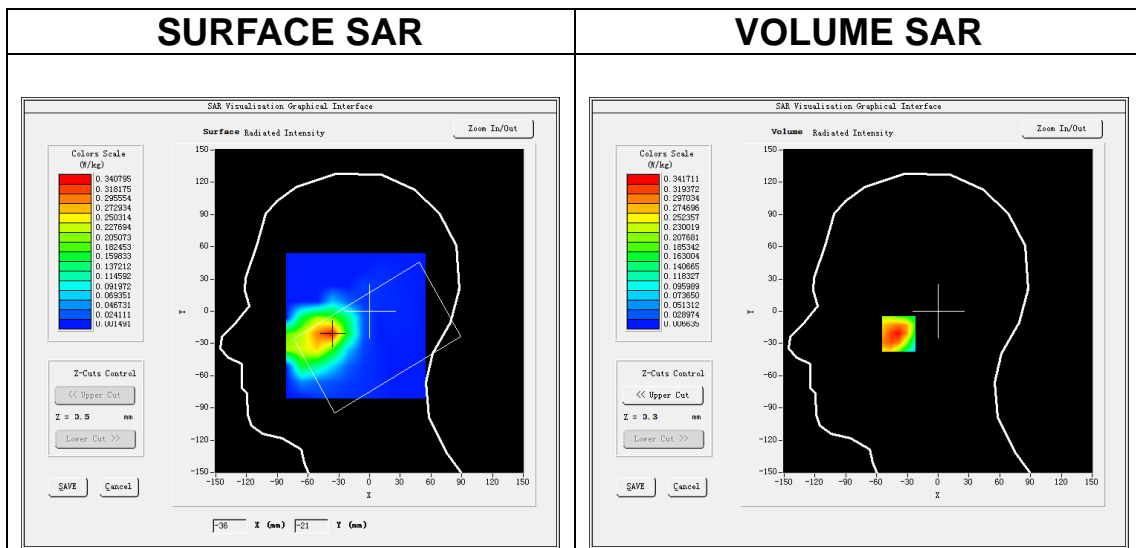 SURFACE SAR
VOLUME SAR
SAR Visualisation Graphical Interface
Surface Radiated Intensity
Zoom In/Out
Colors Scale
(W/kg)
0.340795
0.318175
0.295554
0.272934
0.250314
0.227694
0.205073
0.182453
0.159833
0.137212
0.114592
0.091972
0.069351
0.046731
0.024111
0.001491
Z-Cuts Control
<< Upper Cut
Z = 0.5 mm
Lower Cut >>
SAVE Cancel
150
120
90
60
30
0
-30
-60
-90
-120
-150
Y
-150 -120 -90 -60 -30 0 30 60 90 120 150
X
-36 X (mm) -21 Y (mm)
SAR Visualisation Graphical Interface
Volume Radiated Intensity
Zoom In/Out
Colors Scale
(W/kg)
0.341711
0.319372
0.297034
0.274696
0.252357
0.230019
0.207681
0.185342
0.163004
0.140665
0.118327
0.095989
0.073650
0.051312
0.028974
0.006635
Z-Cuts Control
<< Upper Cut
Z = 0.3 mm
Lower Cut >>
SAVE Cancel
150
120
90
60
30
0
-30
-60
-90
-120
-150
Y
-150 -120 -90 -60 -30 0 30 60 90 120 150
X